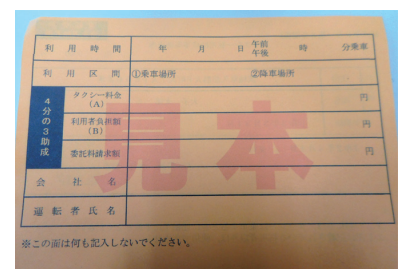 利用時間 年 月 日 午前 午後 時 分乗車
利用区間 ①乗車場所 ②降車場所
4分の3助成
タクシー料金(A) 円
利用者負担額(B) 円
委託料請求額 円
会社名
運転者氏名
見本
※この面は何も記入しないでください。